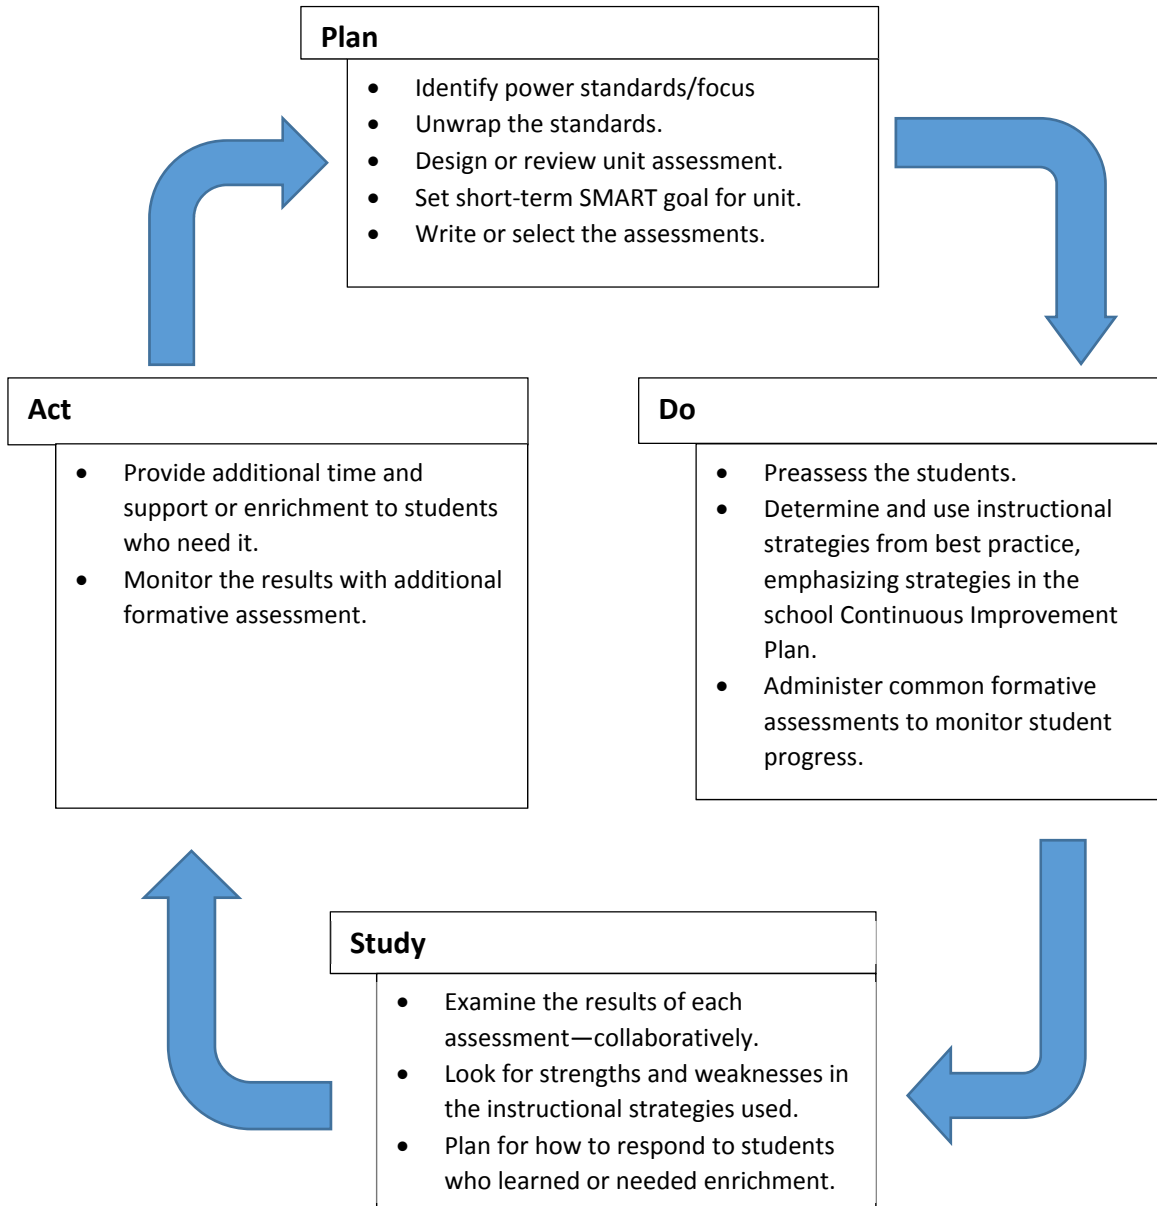 Plan
• Identify power standards/focus
• Unwrap the standards.
• Design or review unit assessment.
• Set short-term SMART goal for unit.
• Write or select the assessments.
Do
• Preassess the students.
• Determine and use instructional
strategies from best practice,
emphasizing strategies in the
school Continuous Improvement
Plan.
• Administer common formative
assessments to monitor student
progress.
Study
• Examine the results of each
assessment—collaboratively.
• Look for strengths and weaknesses in
the instructional strategies used.
• Plan for how to respond to students
who learned or needed enrichment.
Act
• Provide additional time and
support or enrichment to students
who need it.
• Monitor the results with additional
formative assessment.